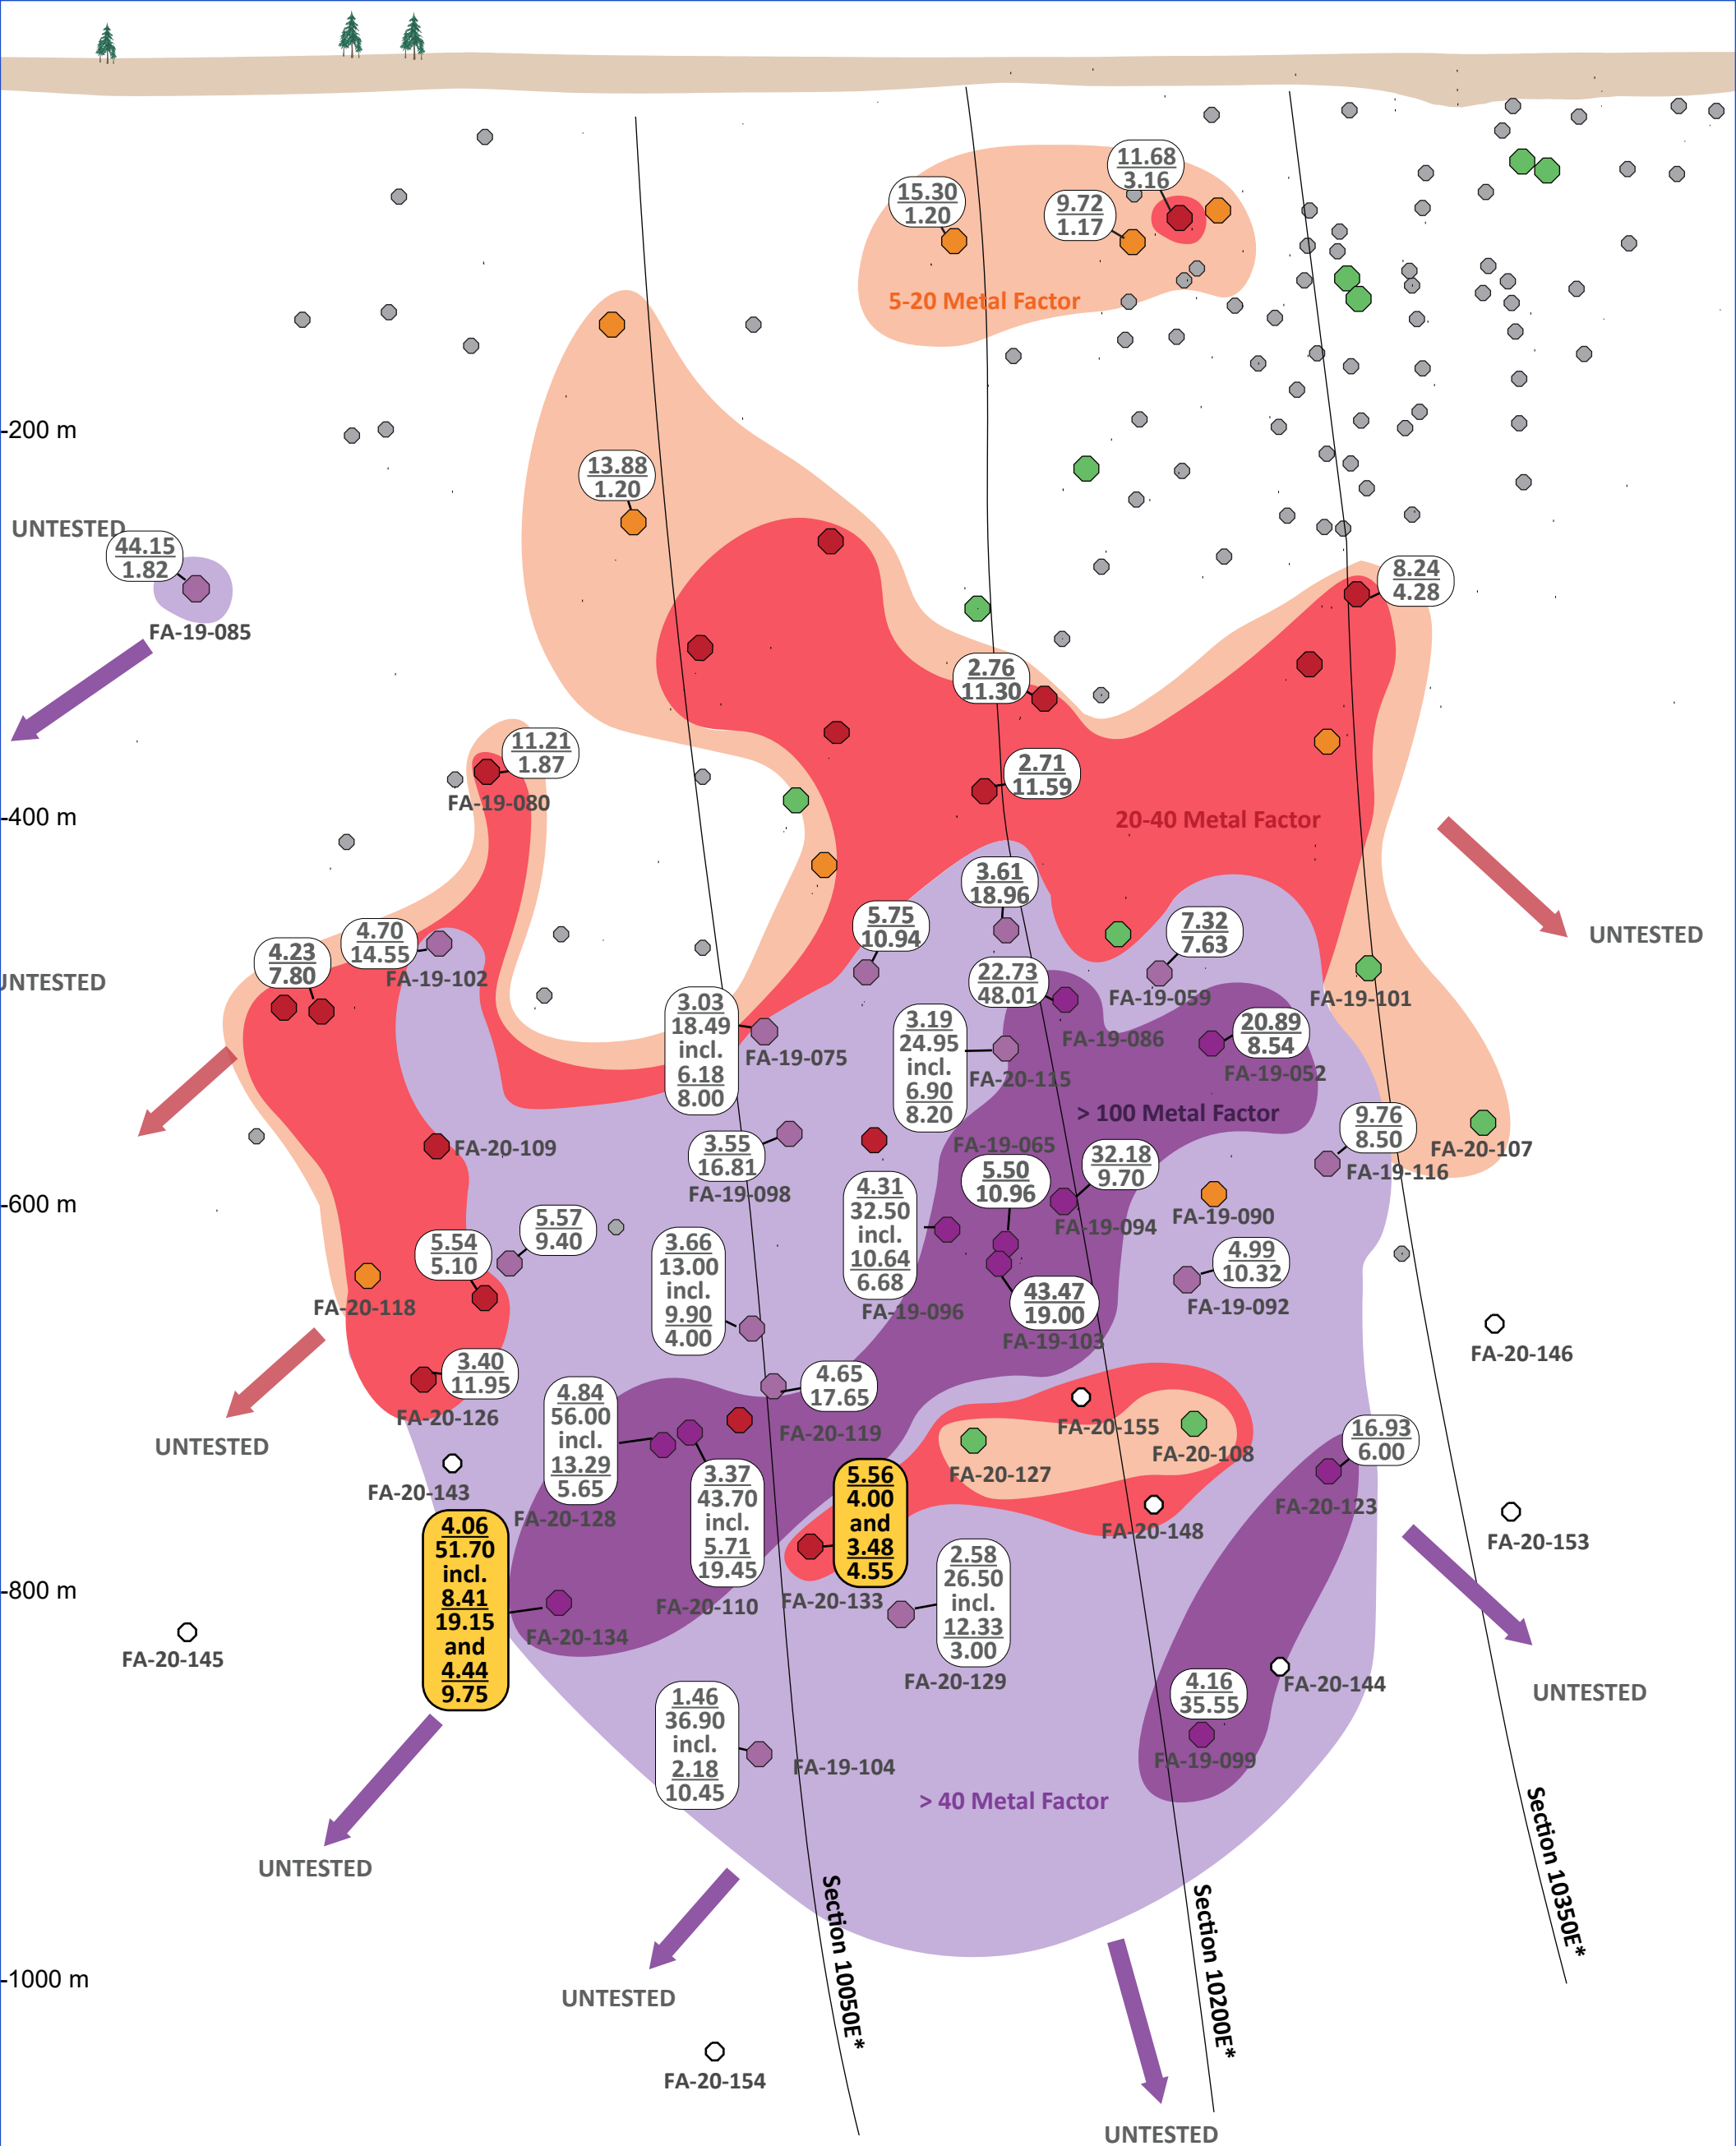 11.68
3.16
15.30
1.20
9.72
1.17
5-20 Metal Factor
-200 m
13.88
1.20
UNTESTED
44.15
1.82
FA-19-085
8.24
4.28
2.76
11.30
11.21
1.87
FA-19-080
2.71
11.59
-400 m
20-40 Metal Factor
3.61
18.96
4.70
14.55
FA-19-102
4.23
7.80
5.75
10.94
7.32
7.63
FA-19-059
UNTESTED
UNTESTED
22.73
48.01
FA-19-086
FA-19-101
3.03
18.49
incl.
6.18
8.00
FA-19-075
3.19
24.95
incl.
6.90
8.20
FA-20-115
20.89
8.54
FA-19-052
> 100 Metal Factor
9.76
8.50
FA-19-116
FA-20-107
FA-20-109
3.55
16.81
FA-19-098
FA-19-065
5.50
10.96
32.18
9.70
FA-19-094
-600 m
4.31
32.50
incl.
10.64
6.68
FA-19-096
FA-19-090
5.57
9.40
5.54
5.10
3.66
13.00
incl.
9.90
4.00
4.99
10.32
FA-19-092
FA-20-118
43.47
19.00
FA-19-103
FA-20-146
3.40
11.95
FA-20-126
4.65
17.65
FA-20-119
UNTESTED
4.84
56.00
incl.
13.29
5.65
FA-20-128
FA-20-155
FA-20-108
FA-20-127
16.93
6.00
FA-20-123
FA-20-143
3.37
43.70
incl.
5.71
19.45
FA-20-110
5.56
4.00
and
3.48
4.55
FA-20-133
FA-20-148
FA-20-153
4.06
51.70
incl.
8.41
19.15
and
4.44
9.75
FA-20-134
2.58
26.50
incl.
12.33
3.00
FA-20-129
-800 m
FA-20-145
FA-20-144
4.16
35.55
FA-19-099
UNTESTED
1.46
36.90
incl.
2.18
10.45
FA-19-104
> 40 Metal Factor
UNTESTED
Section 10050E*
Section 10200E*
Section 10350E*
-1000 m
UNTESTED
FA-20-154
UNTESTED